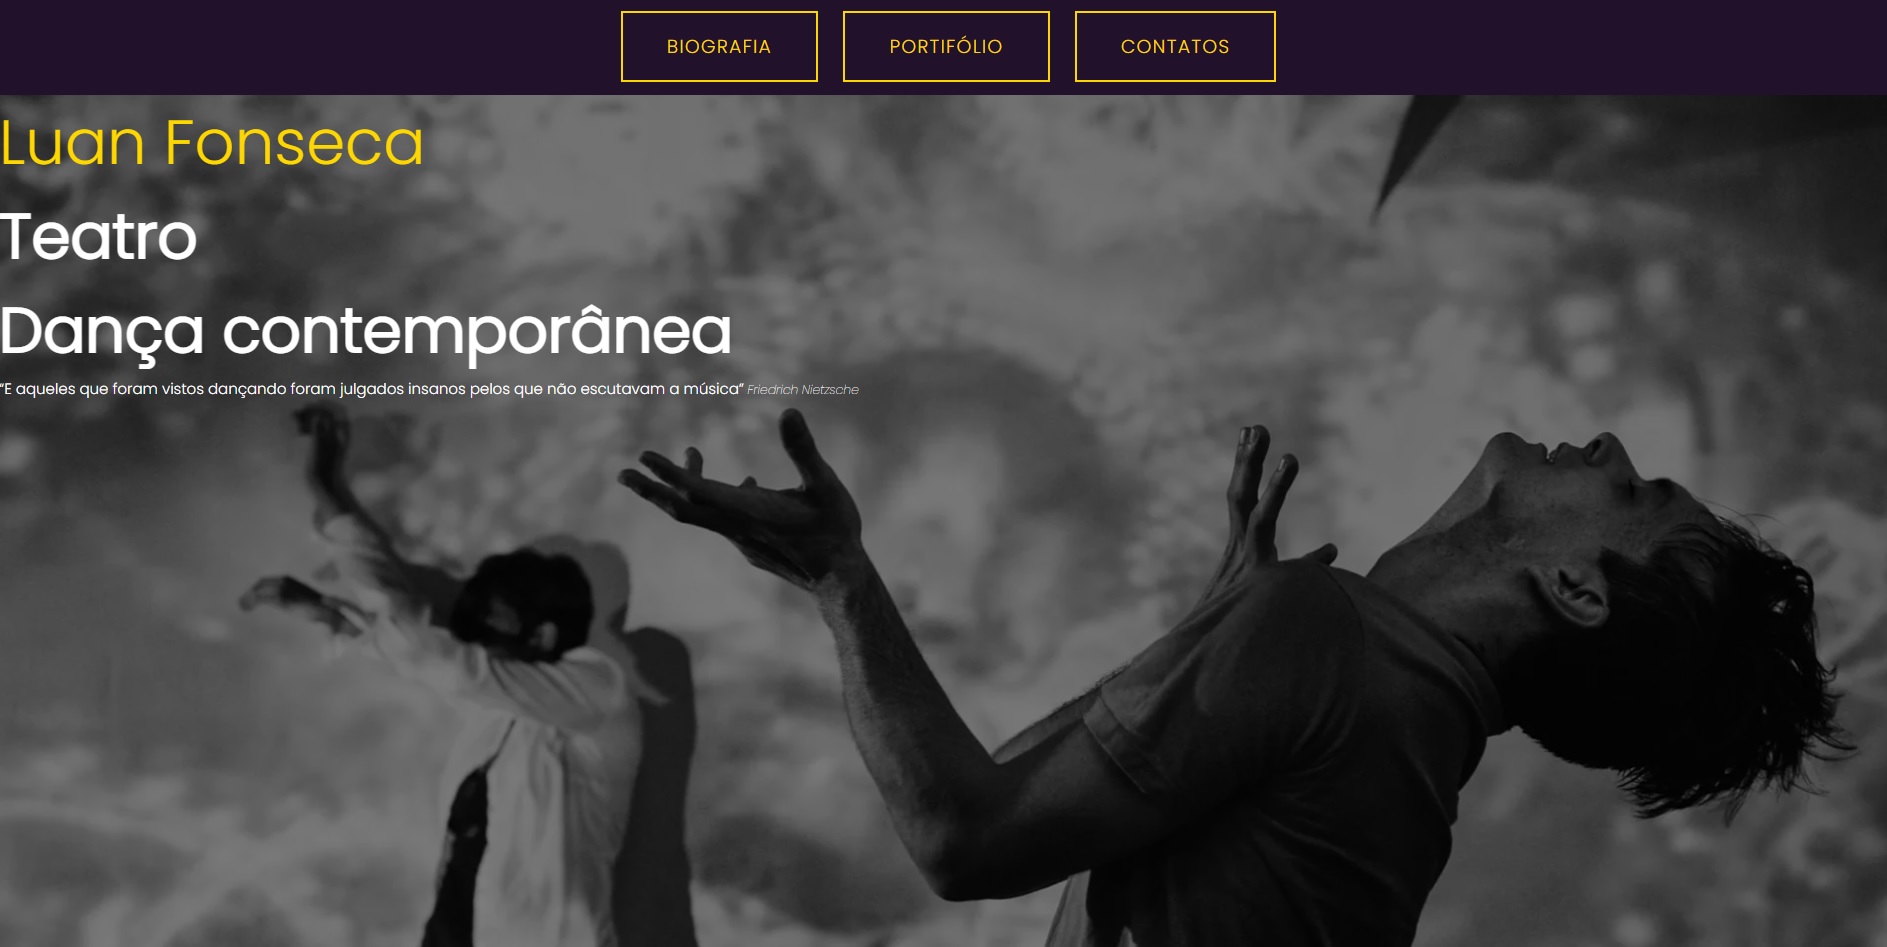 BIOGRAFIA PORTIFÓLIO CONTATOS
Luan Fonseca
Teatro
Dança contemporânea
"E aqueles que foram vistos dançando foram julgados insanos pelos que não escutavam a música" Friedrich Nietzsche